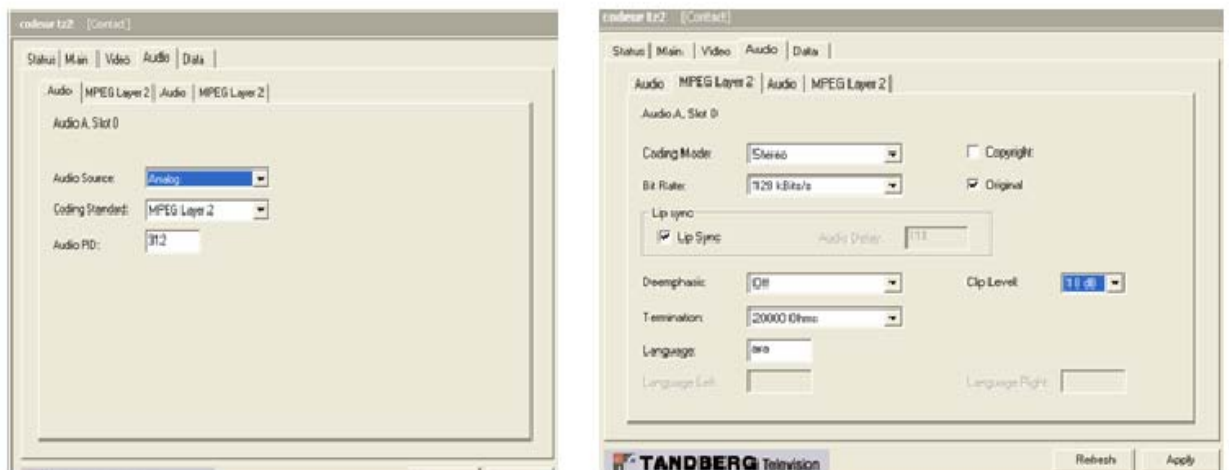 codeur tz2 [Contact]
Status Main Video Audio Data
Audio MPEG Layer 2 Audio MPEG Layer 2
Audio A, Slot 0
Audio Source: Analog
Coding Standard: MPEG Layer 2
Audio PID: 312
codeur tz2 [Contact]
Status Main Video Audio Data
Audio MPEG Layer 2 Audio MPEG Layer 2
Audio A, Slot 0
Coding Mode: Stereo Copyright
Bit Rate: 128 kBits/s Original
Lip sync
Lip Sync Audio Delay:
Deemphasis: Off Clip Level: dB
Termination: 20000 Ohms
Language: ara
Language Left: Language Right:
TANDBERG Television Refresh Apply